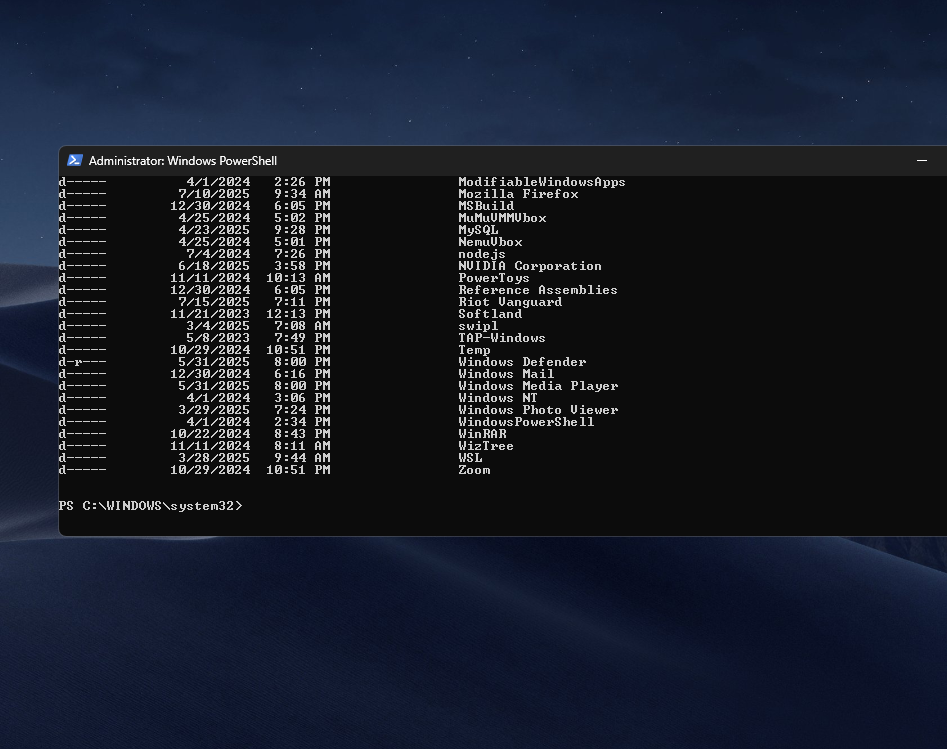 Administrator: Windows PowerShell
d----- 4/1/2024 2:26 PM ModifiableWindowsApps
d----- 7/10/2025 9:34 AM Mozilla Firefox
d----- 12/30/2024 6:05 PM MSBuild
d----- 4/25/2024 5:02 PM MuMuVMMVbox
d----- 4/23/2025 9:28 PM MySQL
d----- 4/25/2024 5:01 PM NemuVbox
d----- 7/4/2024 7:26 PM nodejs
d----- 6/18/2025 3:58 PM NVIDIA Corporation
d----- 11/11/2024 10:13 AM PowerToys
d----- 12/30/2024 6:05 PM Reference Assemblies
d----- 7/15/2025 7:11 PM Riot Vanguard
d----- 11/21/2023 12:13 PM Softland
d----- 3/4/2025 7:08 AM swipl
d----- 5/8/2023 7:49 PM TAP-Windows
d----- 10/29/2024 10:51 PM Temp
d-r--- 5/31/2025 8:00 PM Windows Defender
d----- 12/30/2024 6:16 PM Windows Mail
d----- 5/31/2025 8:00 PM Windows Media Player
d----- 4/1/2024 3:06 PM Windows NT
d----- 3/29/2025 7:24 PM Windows Photo Viewer
d----- 4/1/2024 2:34 PM WindowsPowerShell
d----- 10/22/2024 8:43 PM WinRAR
d----- 11/11/2024 8:11 AM WizTree
d----- 3/28/2025 9:44 AM WSL
d----- 10/29/2024 10:51 PM Zoom
PS C:\WINDOWS\system32>